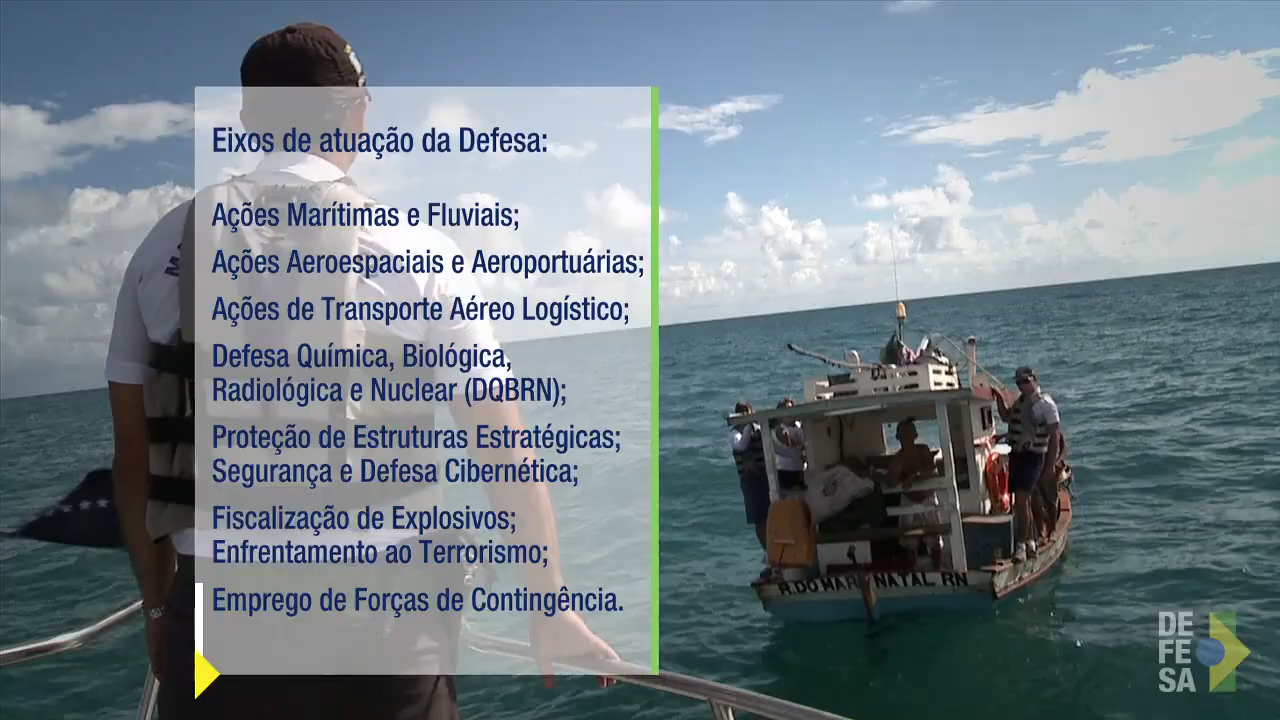 Eixos de atuação da Defesa:
Ações Marítimas e Fluviais;
Ações Aeroespaciais e Aeroportuárias;
Ações de Transporte Aéreo Logístico;
Defesa Química, Biológica,
Radiológica e Nuclear (DQBRN);
Proteção de Estruturas Estratégicas;
Segurança e Defesa Cibernética;
Fiscalização de Explosivos;
Enfrentamento ao Terrorismo;
Emprego de Forças de Contingência.
NATAL RN
DE
FE
SA